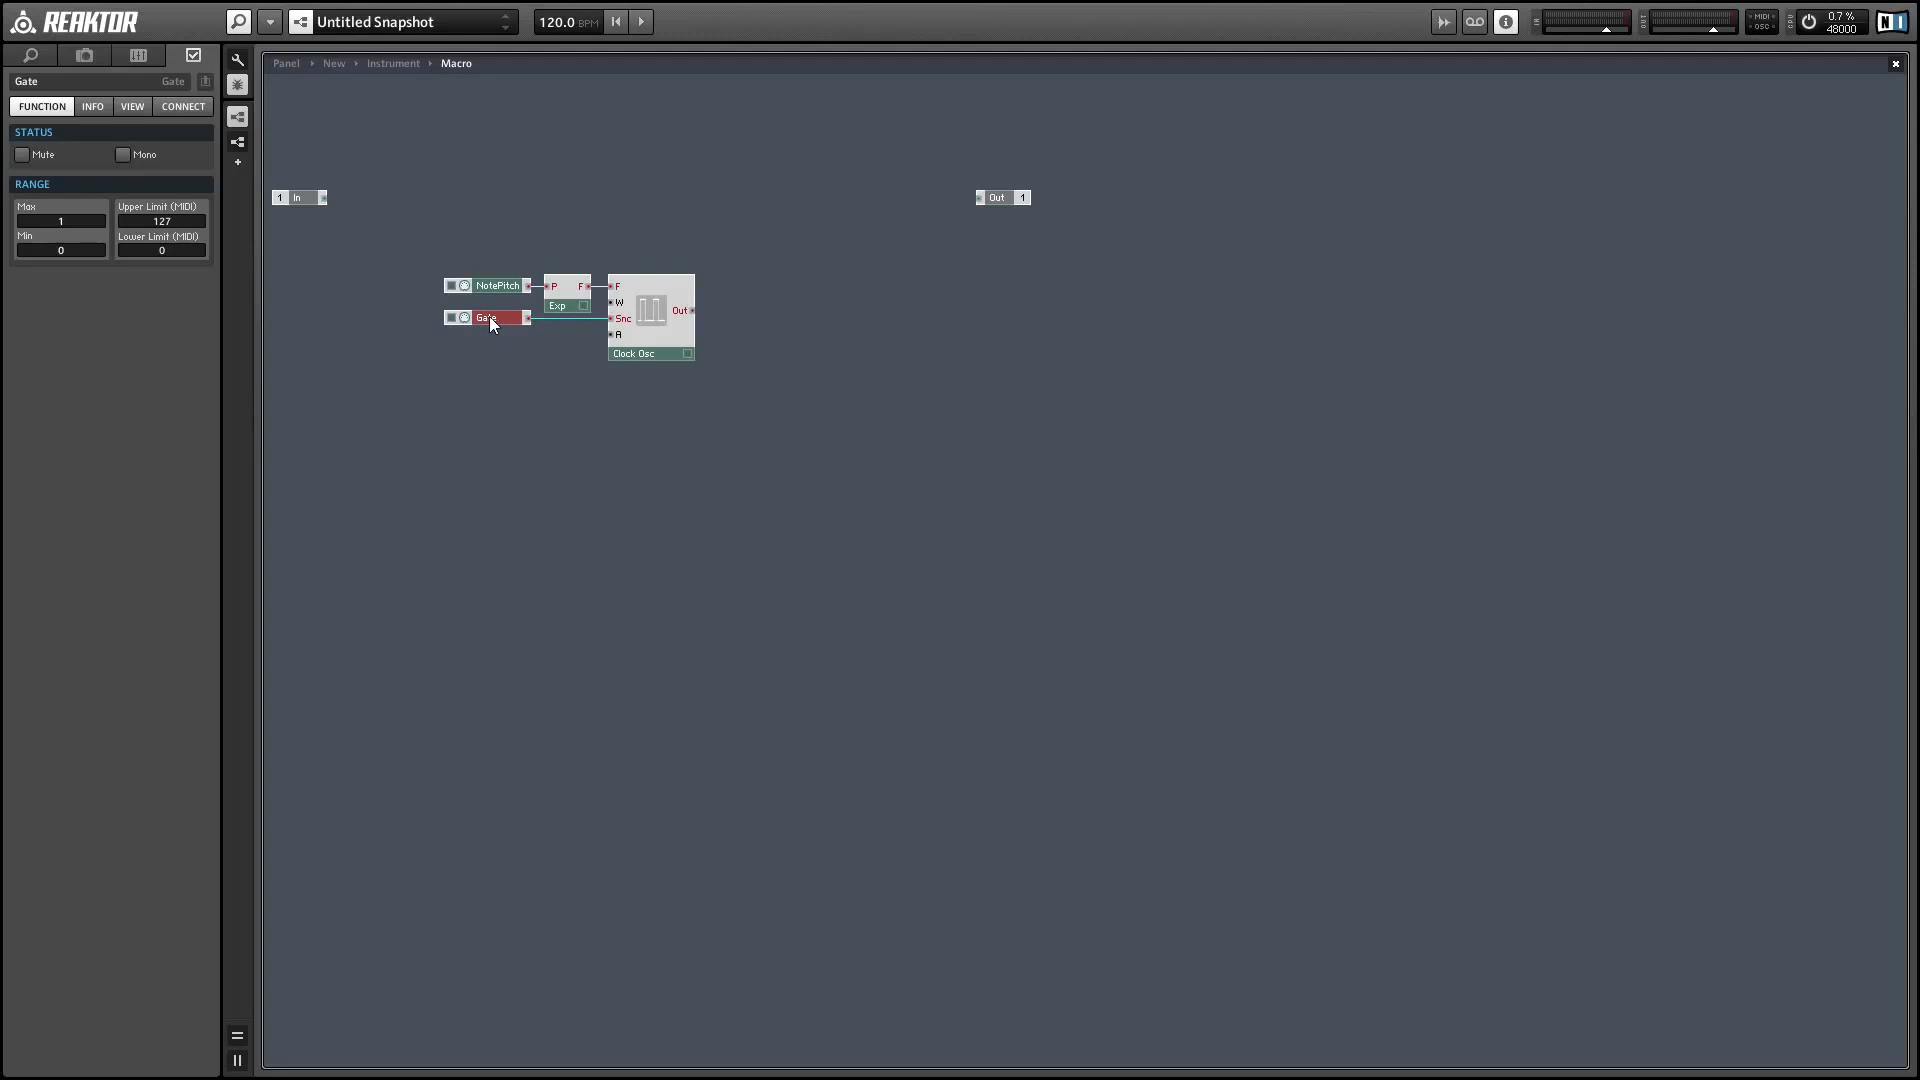 REAKTOR
Untitled Snapshot
120.0 BPM
MIDI
OSC
0.7 %
48000
Gate
Gate
FUNCTION
INFO
VIEW
CONNECT
STATUS
Mute
Mono
RANGE
Max
1
Upper Limit (MIDI)
127
Min
0
Lower Limit (MIDI)
0
Panel
New
Instrument
Macro
1 In
Out 1
NotePitch
P F
Exp
F
W
Snc
A
Out
Clock Osc